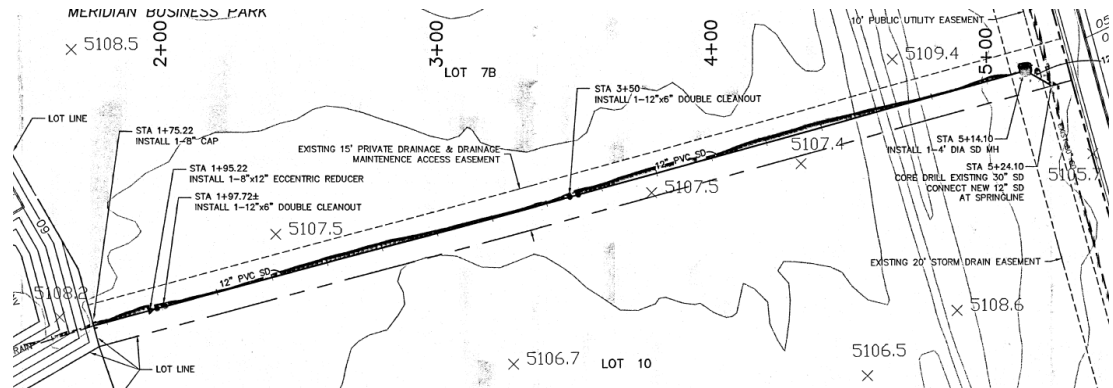 MERIDIAN BUSINESS PARK
5108.5
2+00
3+00
LOT 7B
4+00
10' PUBLIC UTILITY EASEMENT
5109.4
5+00
LOT LINE
STA 1+75.22
INSTALL 1-8" CAP
STA 1+95.22
INSTALL 1-8"x12" ECCENTRIC REDUCER
STA 1+97.72±
INSTALL 1-12"x6" DOUBLE CLEANOUT
EXISTING 15' PRIVATE DRAINAGE & DRAINAGE
MAINTENENCE ACCESS EASEMENT
STA 3+50
INSTALL 1-12"x6" DOUBLE CLEANOUT
12" PVC SD
5107.4
STA 5+14.10
INSTALL 1-4' DIA SD MH
STA 5+24.10
CORE DRILL EXISTING 30" SD
CONNECT NEW 12" SD
AT SPRINGLINE
5105.7
5107.5
5107.5
12" PVC SD
EXISTING 20' STORM DRAIN EASEMENT
5108.2
5108.6
LOT LINE
5106.7
LOT 10
5106.5